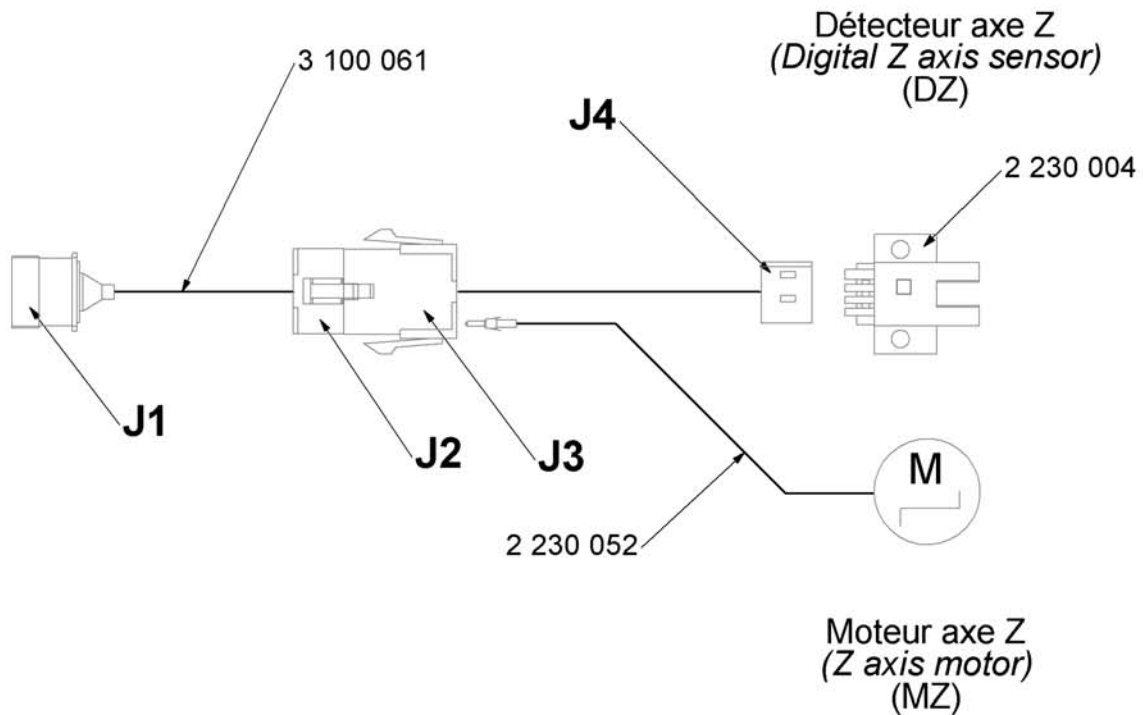 Détecteur axe Z
(Digital Z axis sensor)
(DZ)
3 100 061
J4
2 230 004
J1
J2
J3
M
2 230 052
Moteur axe Z
(Z axis motor)
(MZ)